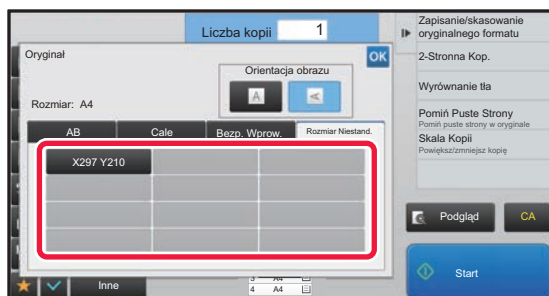 Liczba kopii 1
Oryginał
OK
Orientacja obrazu
A A
Rozmiar: A4
AB Cale Bezp. Wprow. Rozmiar Niestand.
X297 Y210
Inne
3 A4
4 A4
Zapisanie/skasowanie
oryginalnego formatu
2-Stronna Kop.
Wyrównanie tła
Pomiń Puste Strony
Pomiń puste strony w oryginale
Skala Kopii
Powiększ/zmniejsz kopię
Podgląd CA
Start